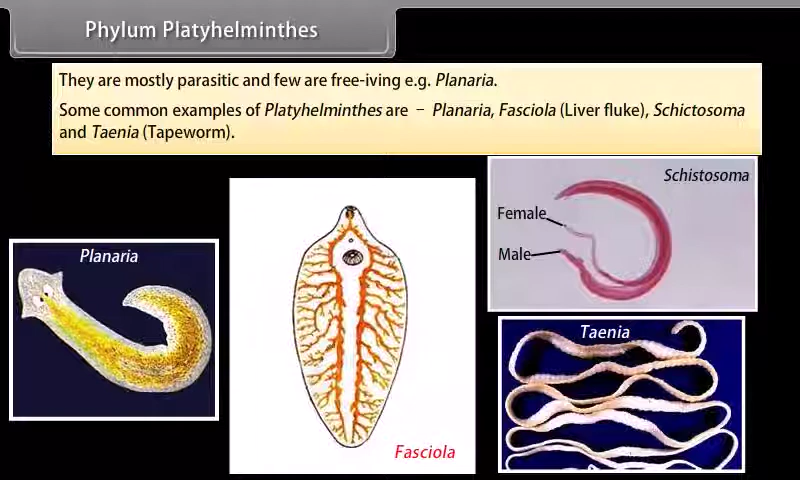 Phylum Platyhelminthes
They are mostly parasitic and few are free-iving e.g. Planaria.
Some common examples of Platyhelminthes are – Planaria, Fasciola (Liver fluke), Schictosoma
and Taenia (Tapeworm).
Schistosoma
Female
Male
Planaria
Taenia
Fasciola